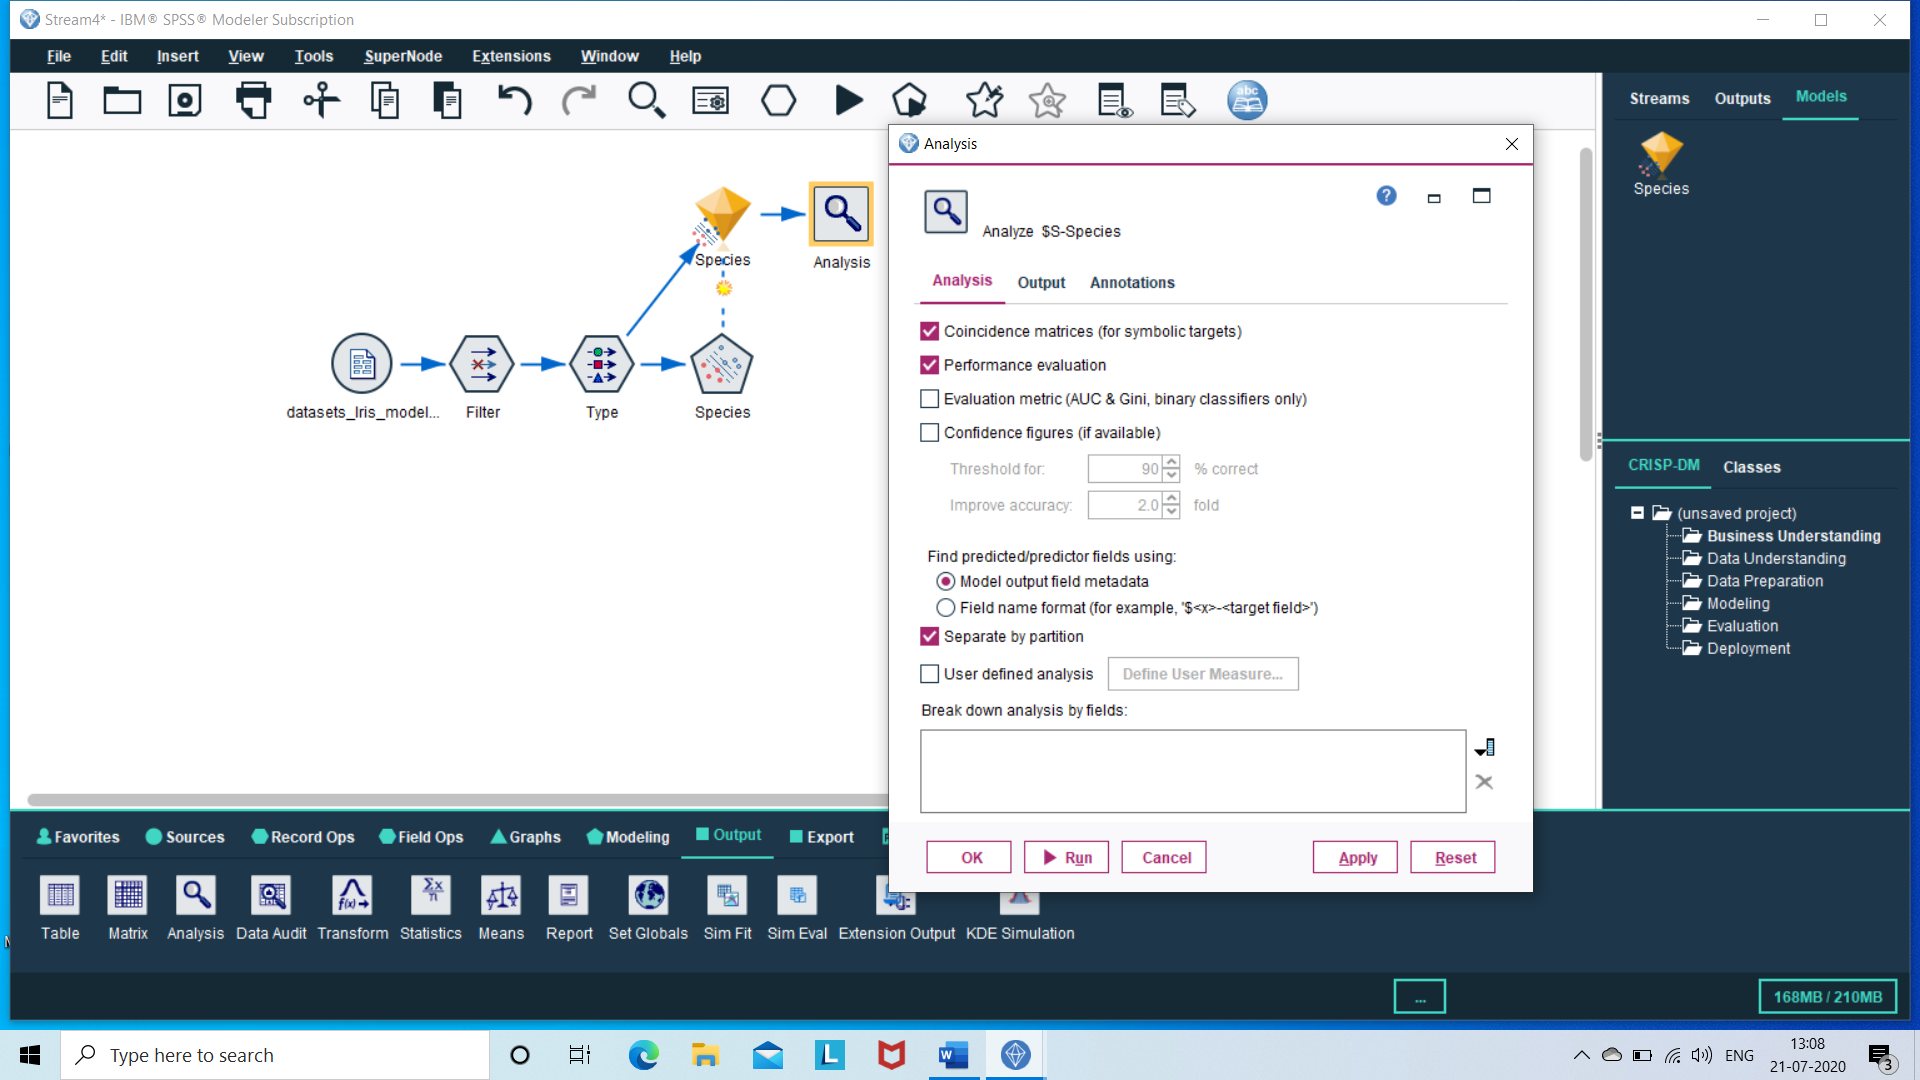 Stream4* - IBM® SPSS® Modeler Subscription
File Edit Insert View Tools SuperNode Extensions Window Help
abc
Streams Outputs Models
Species
Species
Analysis
datasets_Iris_model... Filter Type Species
Analysis
Analyze $S-Species
Analysis Output Annotations
Coincidence matrices (for symbolic targets)
Performance evaluation
Evaluation metric (AUC & Gini, binary classifiers only)
Confidence figures (if available)
Threshold for: 90 % correct
Improve accuracy: 2.0 fold
Find predicted/predictor fields using:
Model output field metadata
Field name format (for example, '$<x>-<target field>')
Separate by partition
User defined analysis Define User Measure...
Break down analysis by fields:
OK Run Cancel Apply Reset
CRISP-DM Classes
(unsaved project)
Business Understanding
Data Understanding
Data Preparation
Modeling
Evaluation
Deployment
Favorites Sources Record Ops Field Ops Graphs Modeling Output Export
Table Matrix Analysis Data Audit Transform Statistics Means Report Set Globals Sim Fit Sim Eval Extension Output KDE Simulation
... 168MB / 210MB
Type here to search
L W ENG
13:08
21-07-2020
3